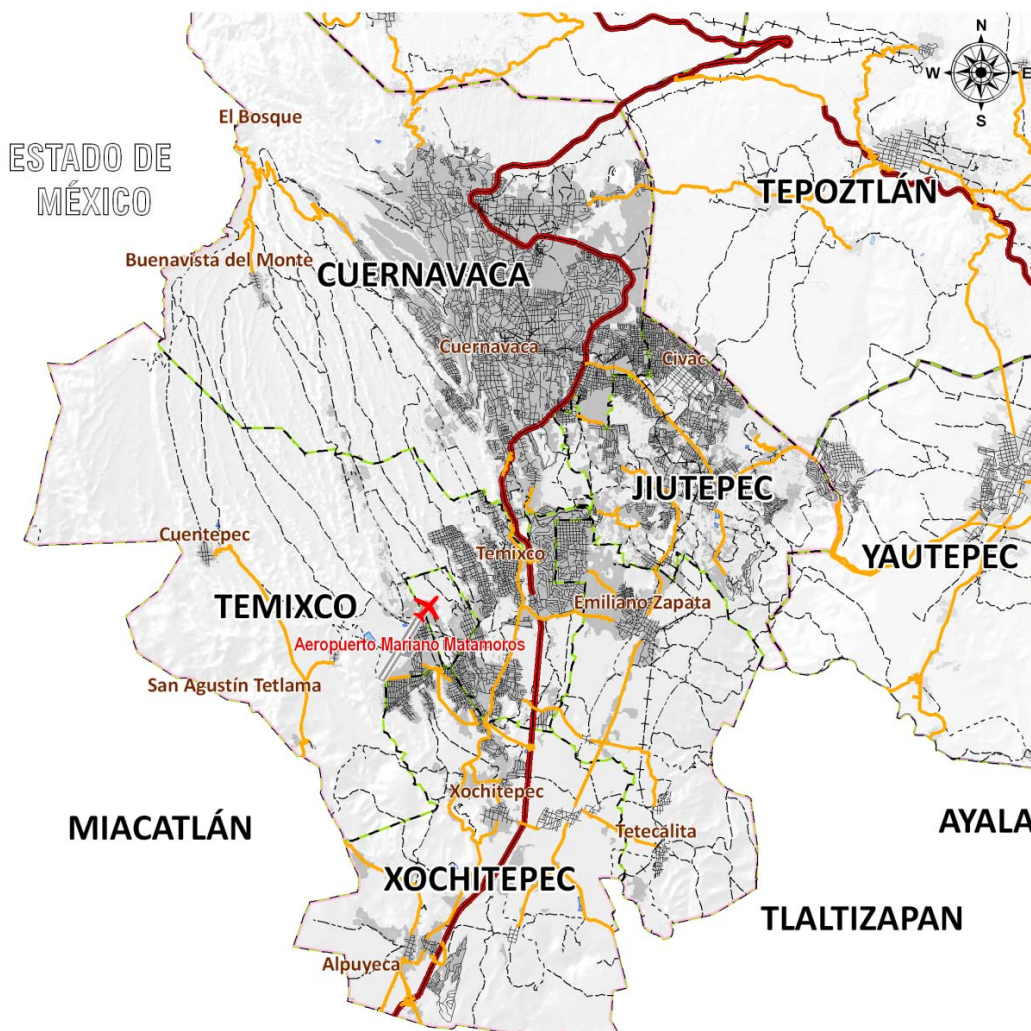 N
W
E
S
El Bosque
ESTADO DE
MÉXICO
TEPOZTLÁN
Buenavista del Monte
CUERNAVACA
Cuernavaca
Civac
JIUTEPEC
Cuentepec
Temixco
YAUTEPEC
TEMIXCO
Emiliano Zapata
Aeropuerto Mariano Matamoros
San Agustín Tetlama
Xochitepec
MIACATLÁN
Tetecalita
AYALA
XOCHITEPEC
TLALTIZAPAN
Alpuyeca